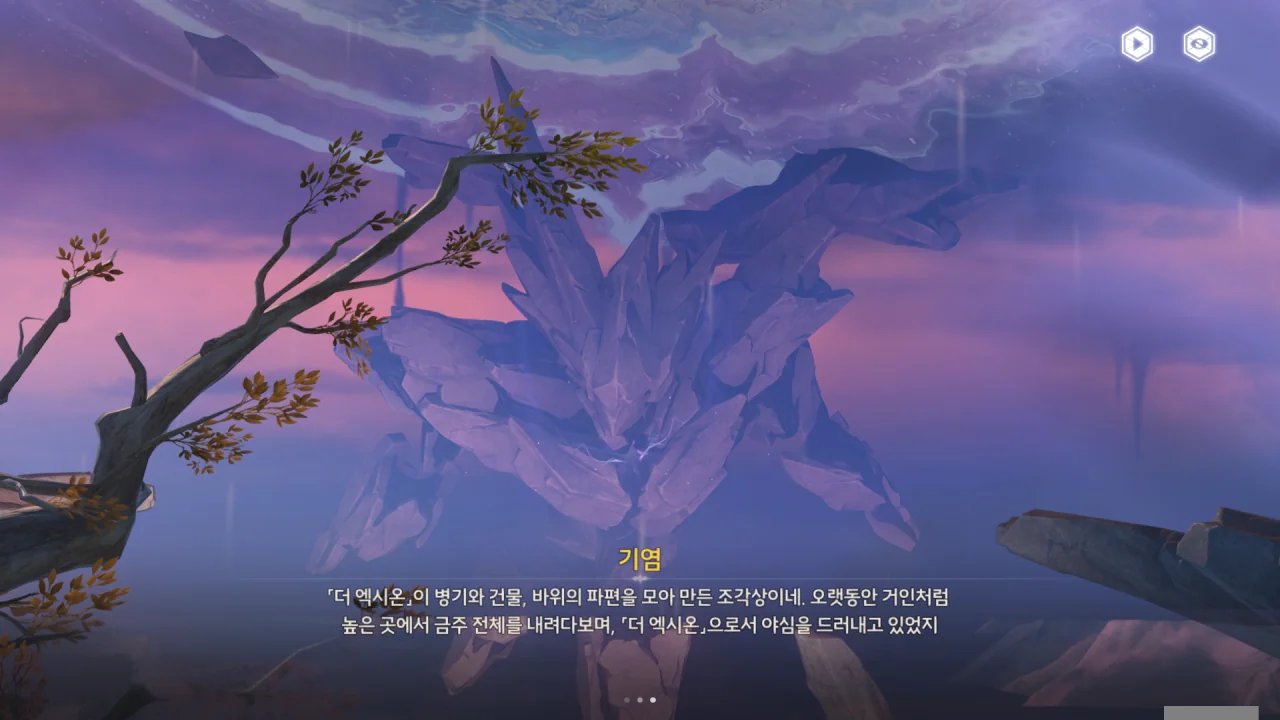 기염
「더 엑시온」이 병기와 건물, 바위의 파편을 모아 만든 조각상이네. 오랫동안 거인처럼
높은 곳에서 금주 전체를 내려다보며, 「더 엑시온」으로서 야심을 드러내고 있었지